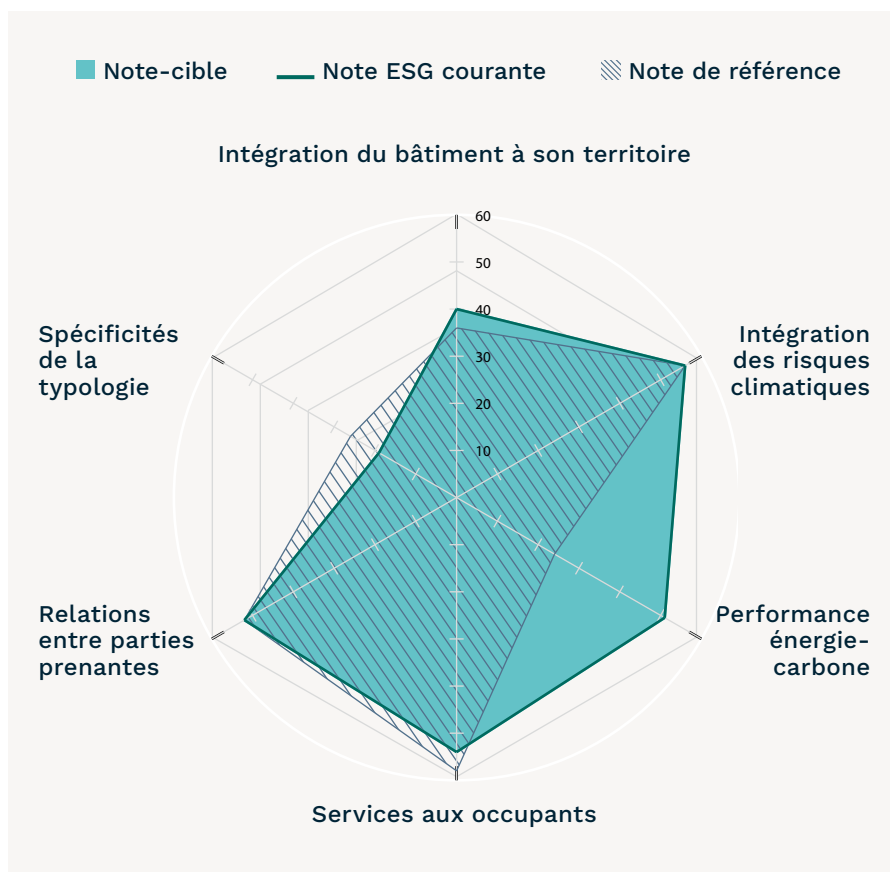 Note-cible Note ESG courante Note de référence
Intégration du bâtiment à son territoire
60
50
40
30
20
10
Spécificités
de la
typologie
Intégration
des risques
climatiques
Relations
entre parties
prenantes
Performance
énergie-
carbone
Services aux occupants